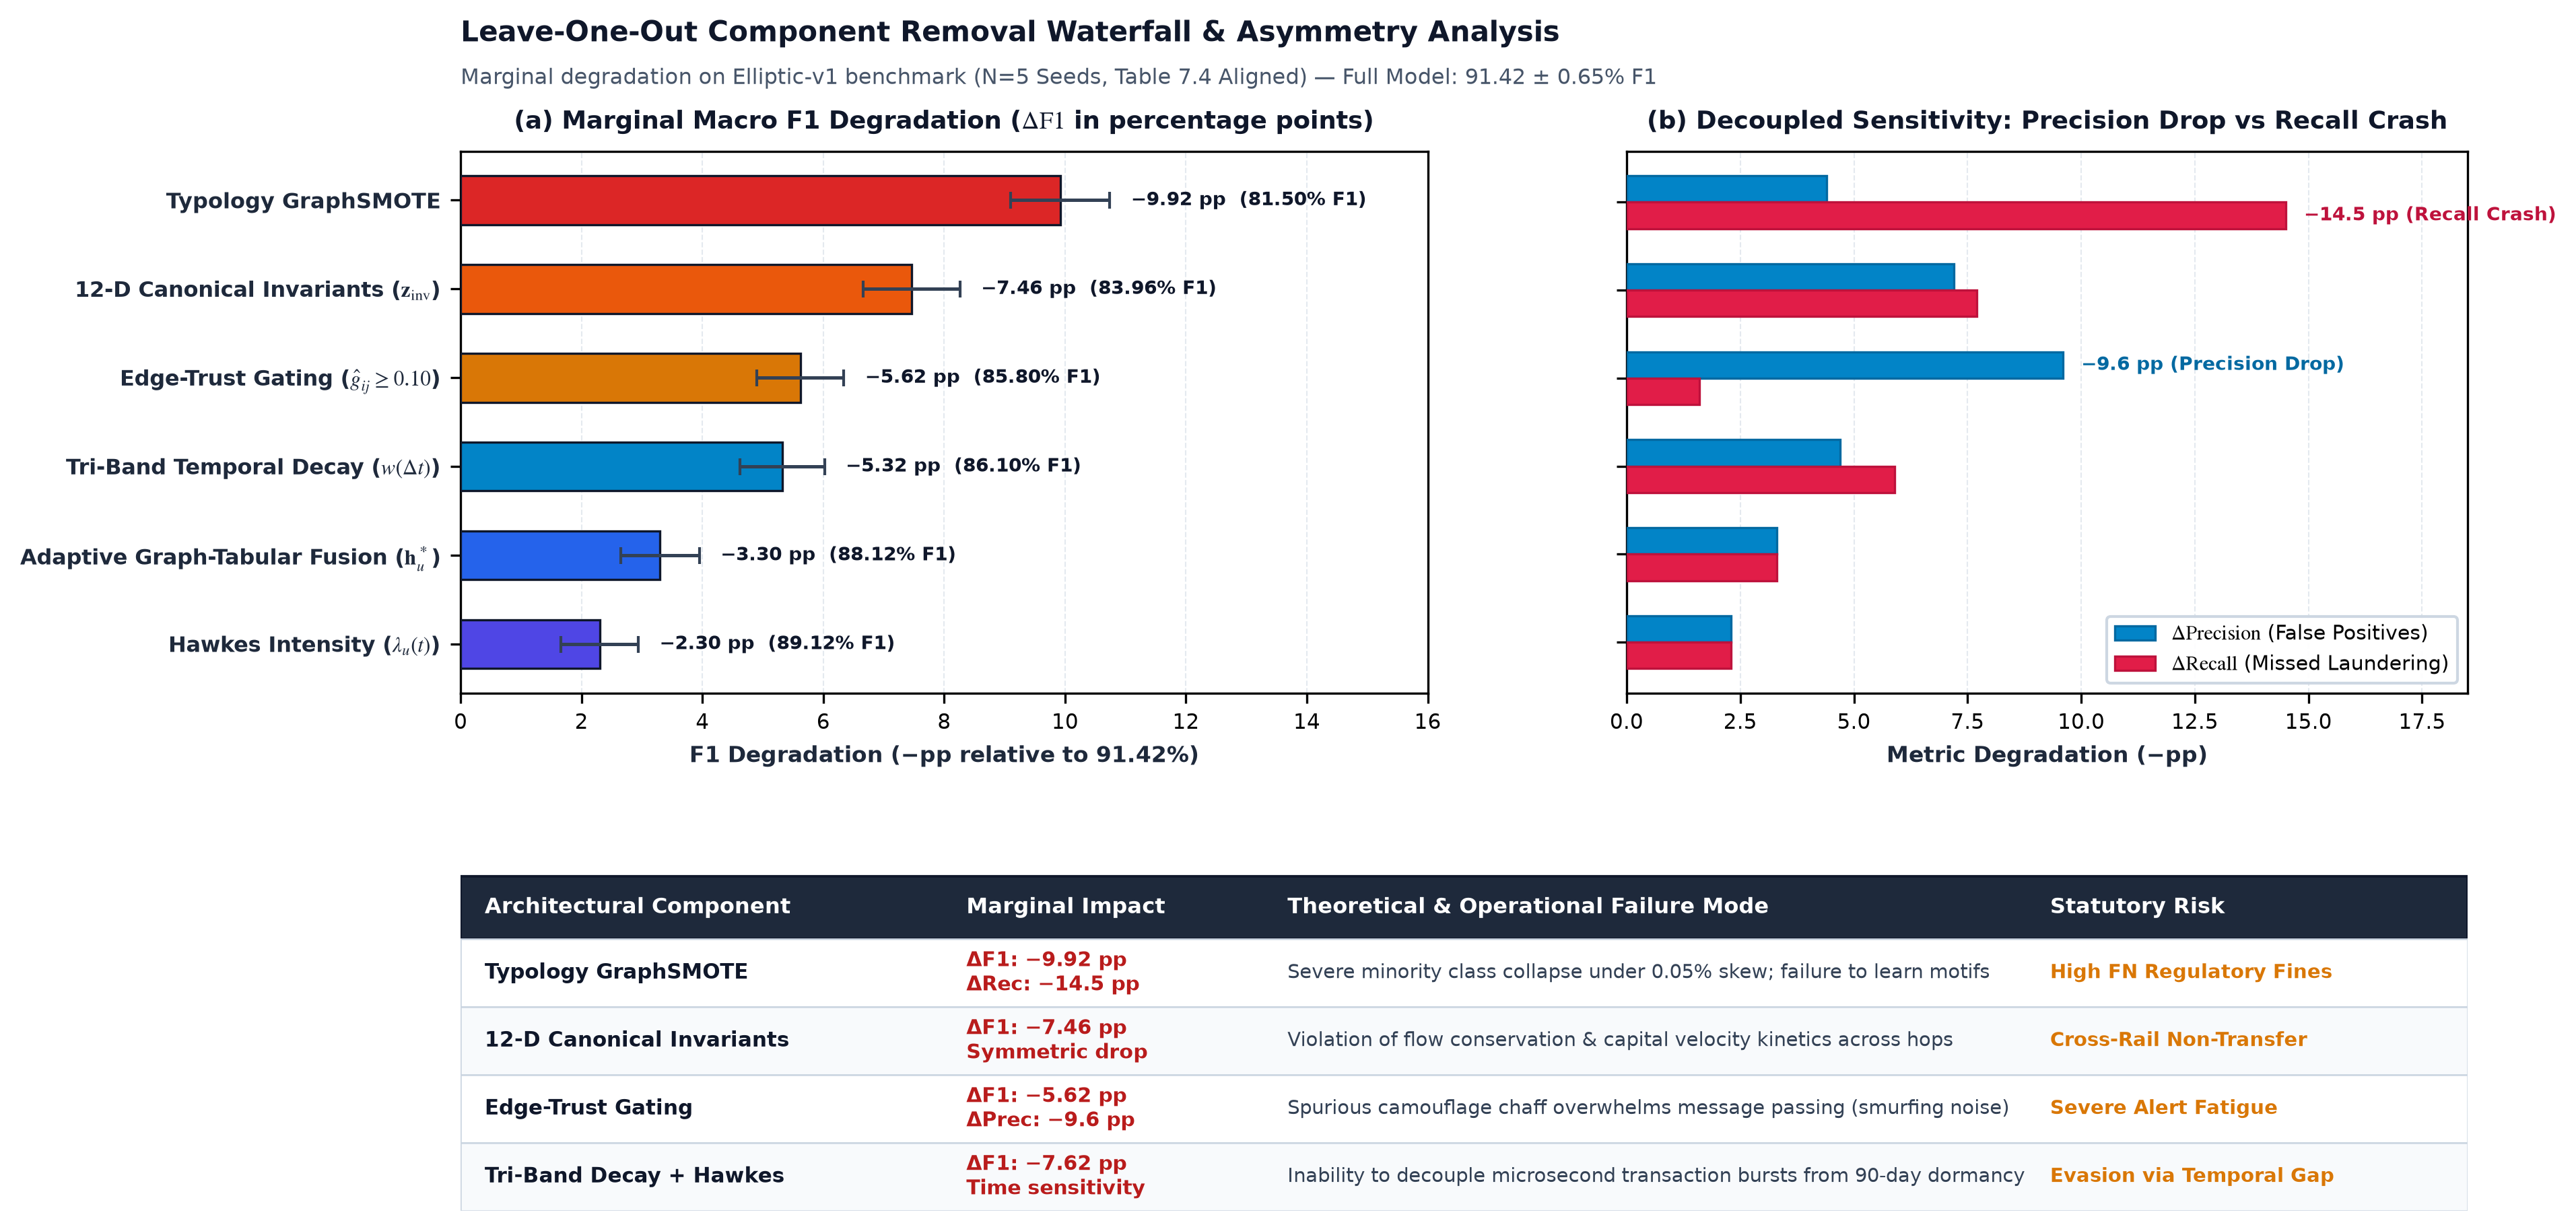 Leave-One-Out Component Removal Waterfall & Asymmetry Analysis
Marginal degradation on Elliptic-v1 benchmark (N=5 Seeds, Table 7.4 Aligned) — Full Model: 91.42 ± 0.65% F1
(a) Marginal Macro F1 Degradation (ΔF1 in percentage points)
Typology GraphSMOTE
−9.92 pp (81.50% F1)
12-D Canonical Invariants (z_inv)
−7.46 pp (83.96% F1)
Edge-Trust Gating (ĝ_ij ≥ 0.10)
−5.62 pp (85.80% F1)
Tri-Band Temporal Decay (w(Δt))
−5.32 pp (86.10% F1)
Adaptive Graph-Tabular Fusion (h_u^*)
−3.30 pp (88.12% F1)
Hawkes Intensity (λ_u(t))
−2.30 pp (89.12% F1)
0 2 4 6 8 10 12 14 16
F1 Degradation (−pp relative to 91.42%)
(b) Decoupled Sensitivity: Precision Drop vs Recall Crash
−14.5 pp (Recall Crash)
−9.6 pp (Precision Drop)
ΔPrecision (False Positives)
ΔRecall (Missed Laundering)
0.0 2.5 5.0 7.5 10.0 12.5 15.0 17.5
Metric Degradation (−pp)
Architectural Component Marginal Impact Theoretical & Operational Failure Mode Statutory Risk
Typology GraphSMOTE
ΔF1: −9.92 pp
ΔRec: −14.5 pp
Severe minority class collapse under 0.05% skew; failure to learn motifs
High FN Regulatory Fines
12-D Canonical Invariants
ΔF1: −7.46 pp
Symmetric drop
Violation of flow conservation & capital velocity kinetics across hops
Cross-Rail Non-Transfer
Edge-Trust Gating
ΔF1: −5.62 pp
ΔPrec: −9.6 pp
Spurious camouflage chaff overwhelms message passing (smurfing noise)
Severe Alert Fatigue
Tri-Band Decay + Hawkes
ΔF1: −7.62 pp
Time sensitivity
Inability to decouple microsecond transaction bursts from 90-day dormancy
Evasion via Temporal Gap